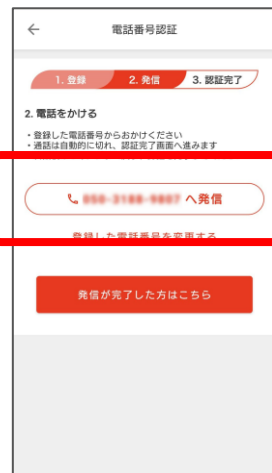 電話番号認証
1. 登録
2. 発信
3. 認証完了
2. 電話をかける
・登録した電話番号からおかけください
・通話は自動的に切れ、認証完了画面へ進みます
へ発信
登録した電話番号を変更する
発信が完了した方はこちら